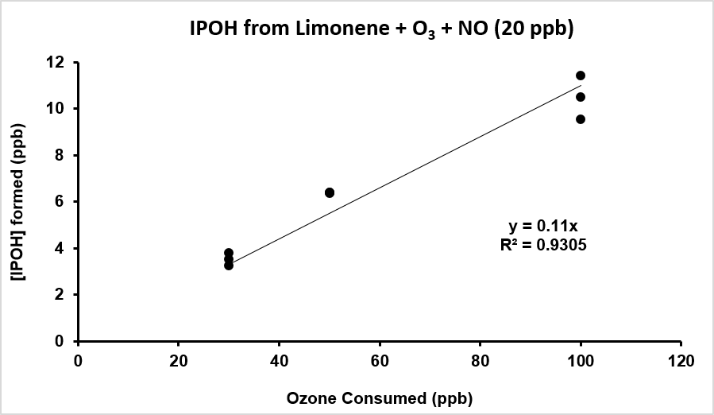 IPOH from Limonene + O₃ + NO (20 ppb)
[IPOH] formed (ppb)
12
10
8
6
4
2
0
y = 0.11x
R² = 0.9305
0 20 40 60 80 100 120
Ozone Consumed (ppb)